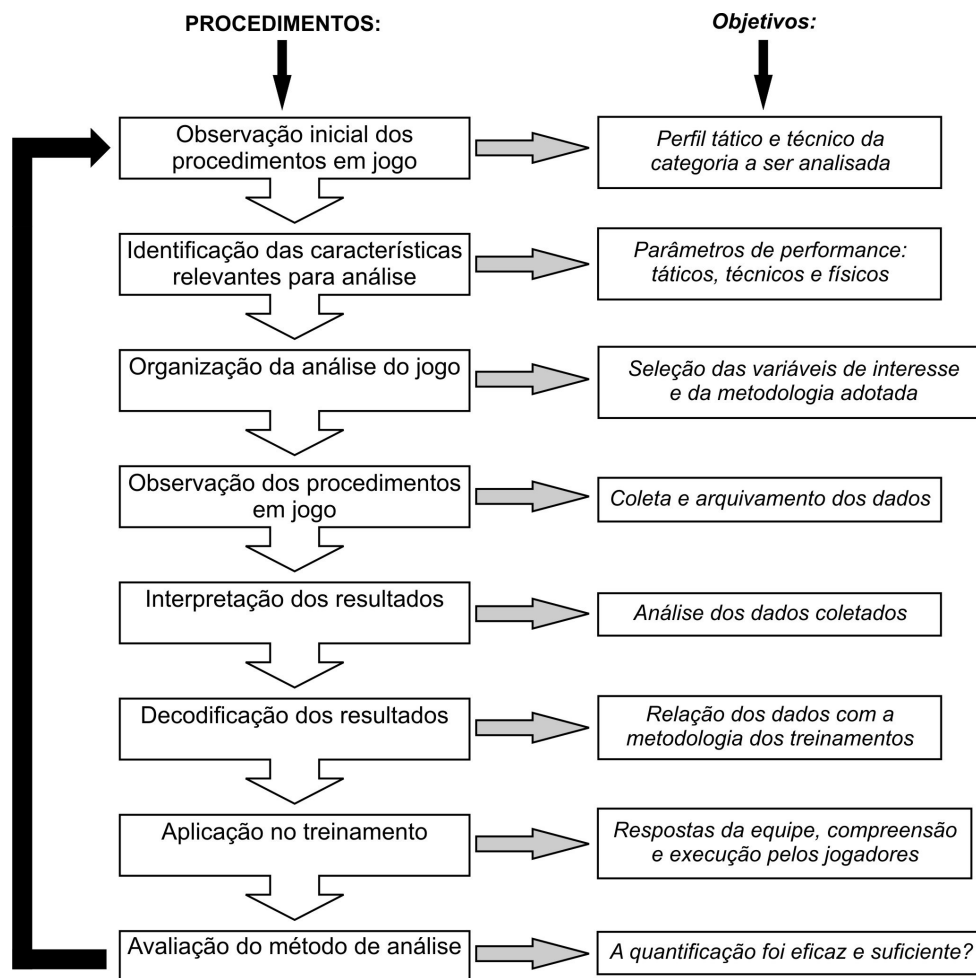 PROCEDIMENTOS:
Objetivos:
Observação inicial dos
procedimentos em jogo
Perfil tático e técnico da
categoria a ser analisada
Identificação das características
relevantes para análise
Parâmetros de performance:
táticos, técnicos e físicos
Organização da análise do jogo
Seleção das variáveis de interesse
e da metodologia adotada
Observação dos procedimentos
em jogo
Coleta e arquivamento dos dados
Interpretação dos resultados
Análise dos dados coletados
Decodificação dos resultados
Relação dos dados com a
metodologia dos treinamentos
Aplicação no treinamento
Respostas da equipe, compreensão
e execução pelos jogadores
Avaliação do método de análise
A quantificação foi eficaz e suficiente?